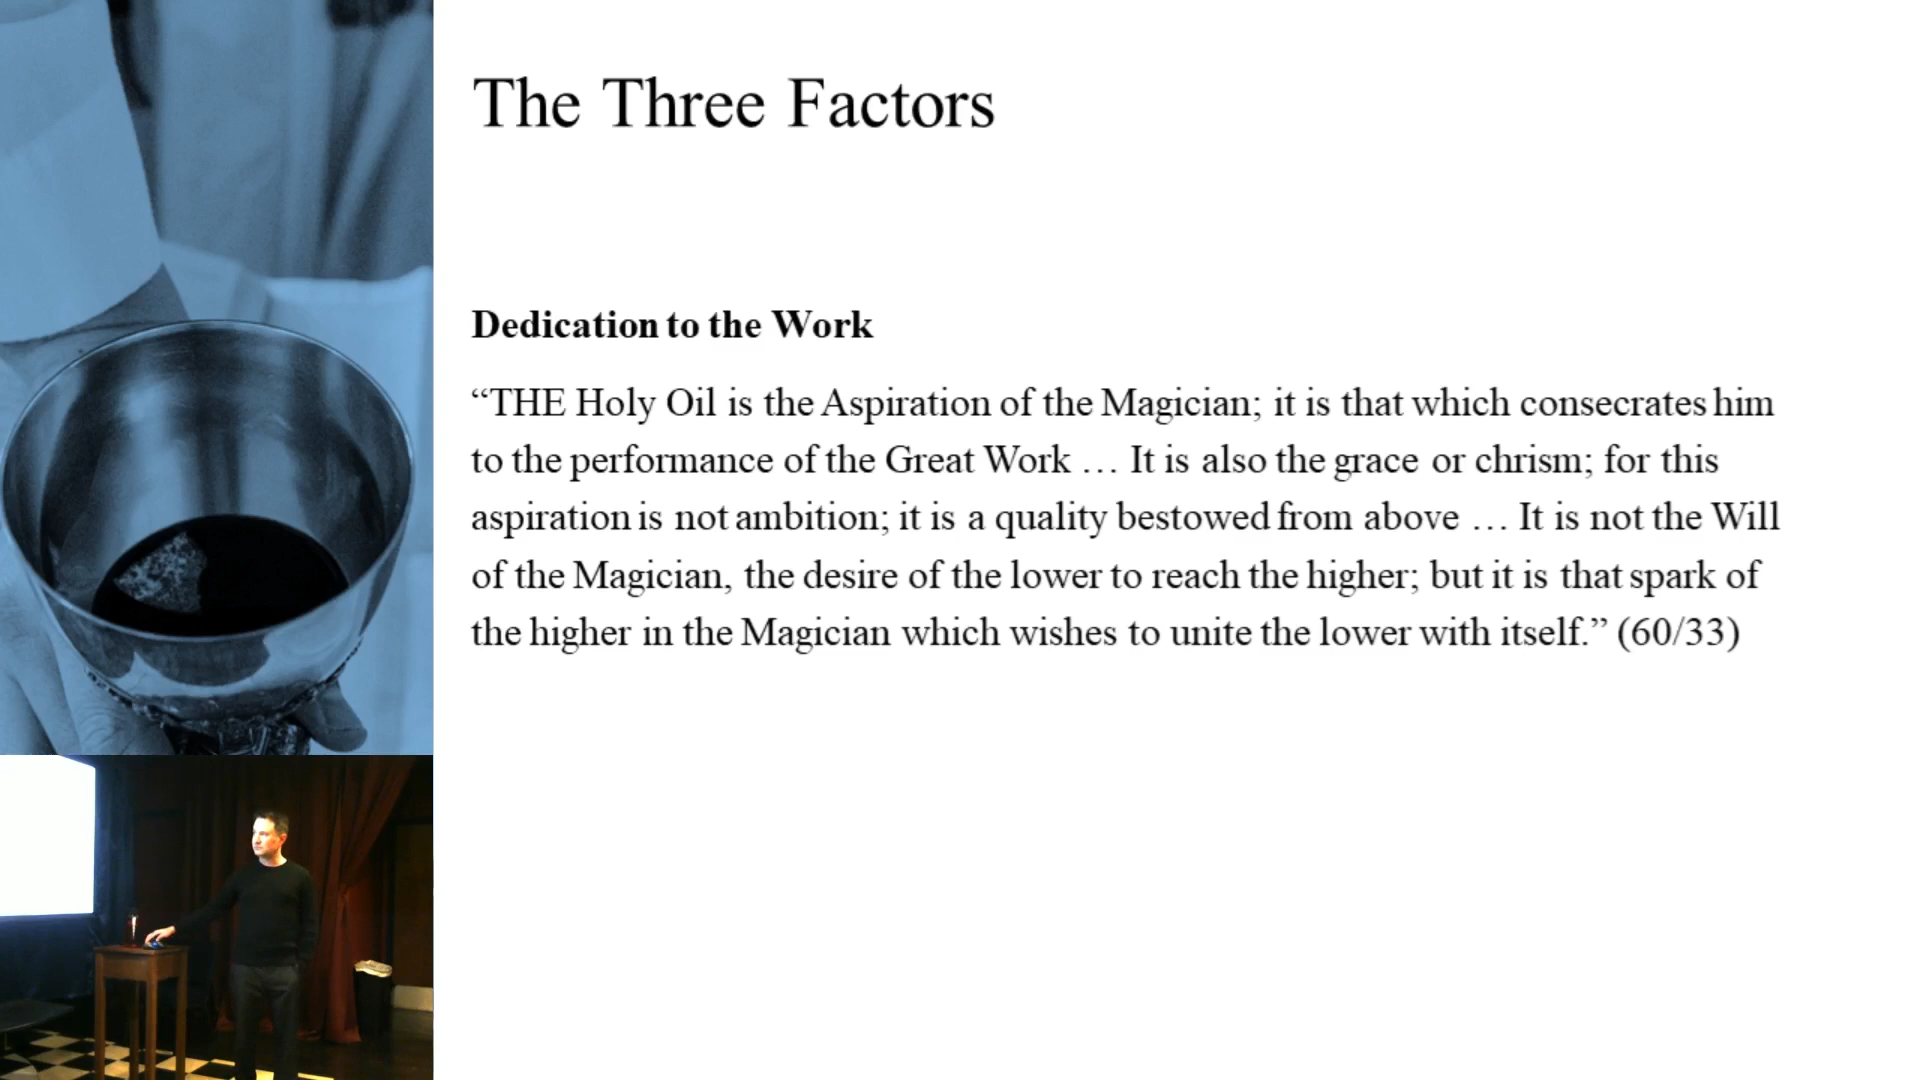 The Three Factors
Dedication to the Work
“THE Holy Oil is the Aspiration of the Magician; it is that which consecrates him
to the performance of the Great Work … It is also the grace or chrism; for this
aspiration is not ambition; it is a quality bestowed from above … It is not the Will
of the Magician, the desire of the lower to reach the higher; but it is that spark of
the higher in the Magician which wishes to unite the lower with itself.” (60/33)